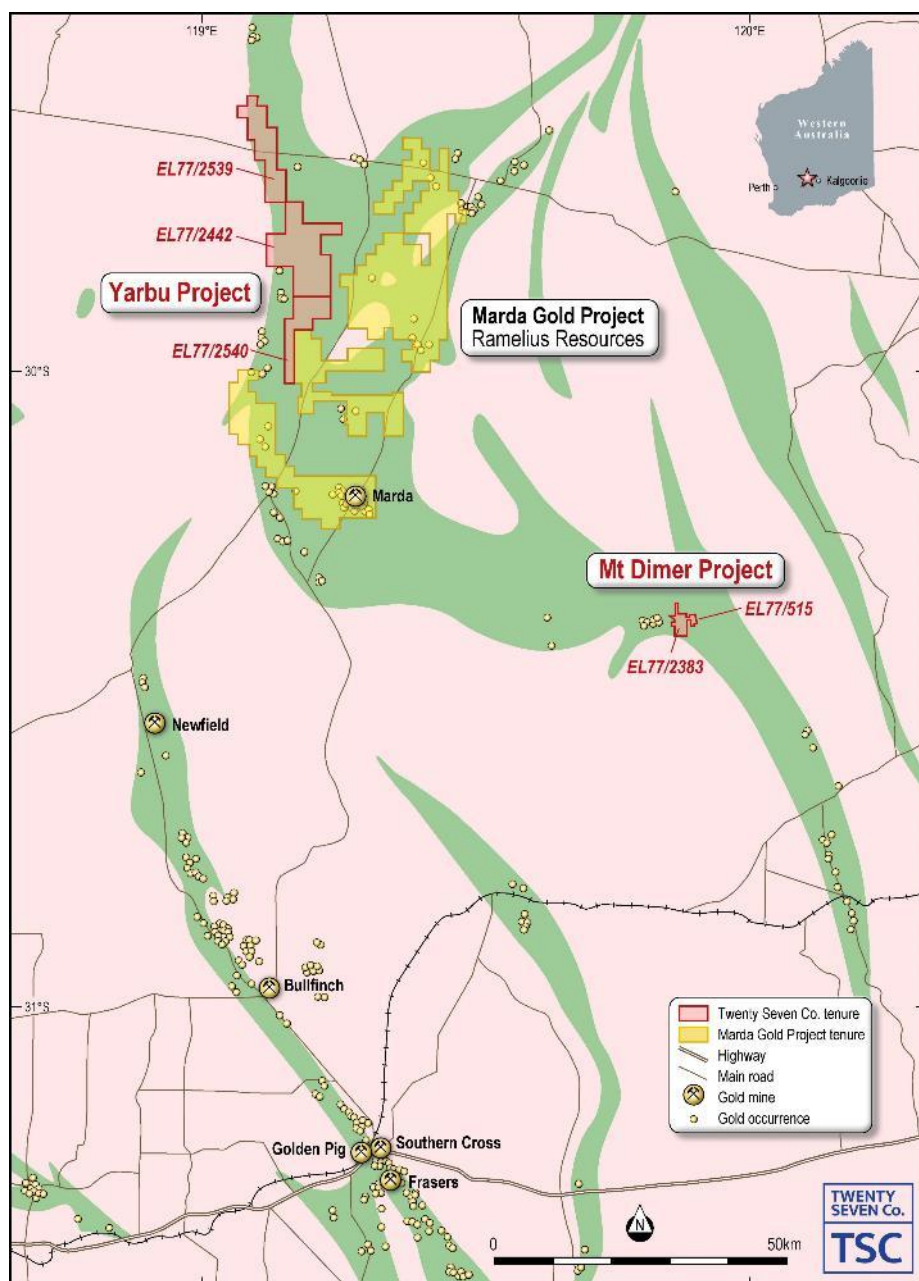 119°E
120°E
Western
Australia
Perth
Kalgoorlie
EL77/2539
EL77/2442
Yarbu Project
Marda Gold Project
Ramelius Resources
EL77/2540
30°S
Marda
Mt Dimer Project
EL77/515
EL77/2383
Newfield
Bullfinch
31°S
Twenty Seven Co. tenure
Marda Gold Project tenure
Highway
Main road
Gold mine
Gold occurrence
Golden Pig
Southern Cross
Frasers
N
0
50km
TWENTY
SEVEN Co.
TSC